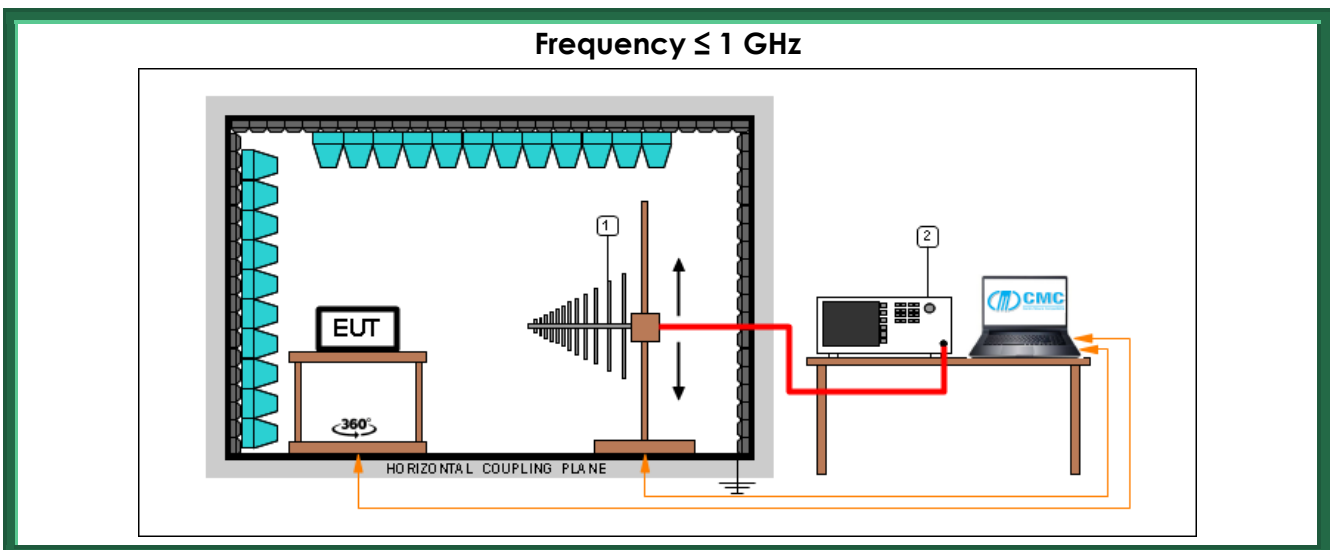 Frequency ≤ 1 GHz
1
2
CMC
EUT
360°
HORIZONTAL COUPLING PLANE